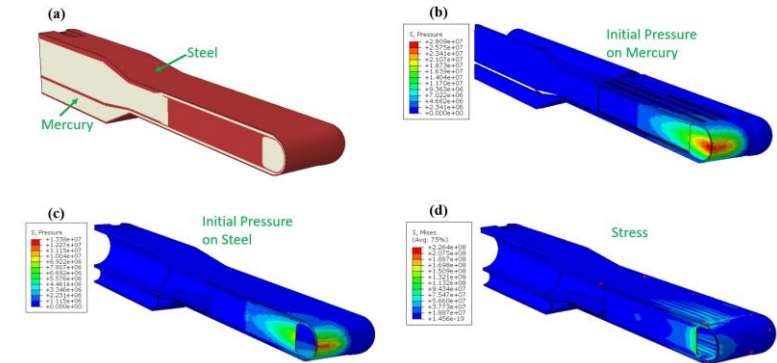 (a)
Steel
Mercury
(b)
S, Pressure
+2.809e+07
+2.575e+07
+2.341e+07
+2.107e+07
+1.873e+07
+1.639e+07
+1.404e+07
+1.170e+07
+9.363e+06
+7.022e+06
+4.682e+06
+2.341e+06
+0.000e+00
Initial Pressure
on Mercury
(c)
S, Pressure
+1.338e+07
+1.227e+07
+1.115e+07
+1.004e+07
+8.922e+06
+7.807e+06
+6.692e+06
+5.576e+06
+4.461e+06
+3.346e+06
+2.231e+06
+1.115e+06
+0.000e+00
Initial Pressure
on Steel
(d)
S, Mises
(Avg: 75%)
+2.264e+08
+2.075e+08
+1.887e+08
+1.698e+08
+1.509e+08
+1.321e+08
+1.132e+08
+9.434e+07
+7.547e+07
+5.660e+07
+3.773e+07
+1.887e+07
+1.456e-19
Stress